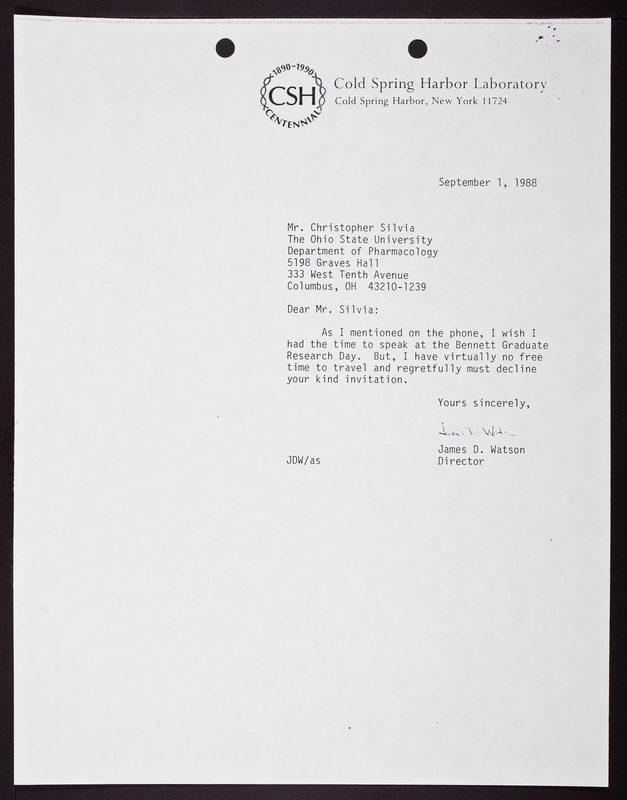 1890-1990
CSH
CENTENNIAL
Cold Spring Harbor Laboratory
Cold Spring Harbor, New York 11724
September 1, 1988
Mr. Christopher Silvia
The Ohio State University
Department of Pharmacology
5198 Graves Hall
333 West Tenth Avenue
Columbus, OH  43210-1239
Dear Mr. Silvia:
As I mentioned on the phone, I wish I
had the time to speak at the Bennett Graduate
Research Day.  But, I have virtually no free
time to travel and regretfully must decline
your kind invitation.
Yours sincerely,
James D. Watson
JDW/as
Director